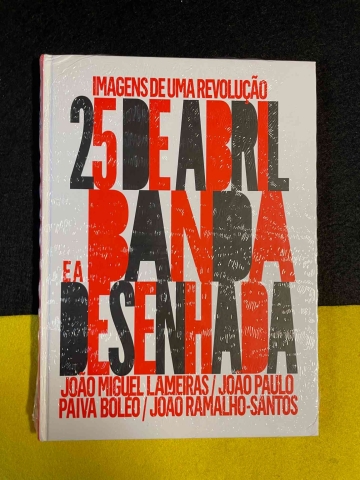 IMAGENS DE UMA REVOLUÇÃO
25 DE ABRIL
E A BANDA
DESENHADA
JOÃO MIGUEL LAMEIRAS / JOÃO PAULO
PAIVA BOLÉO / JOÃO RAMALHO-SANTOS